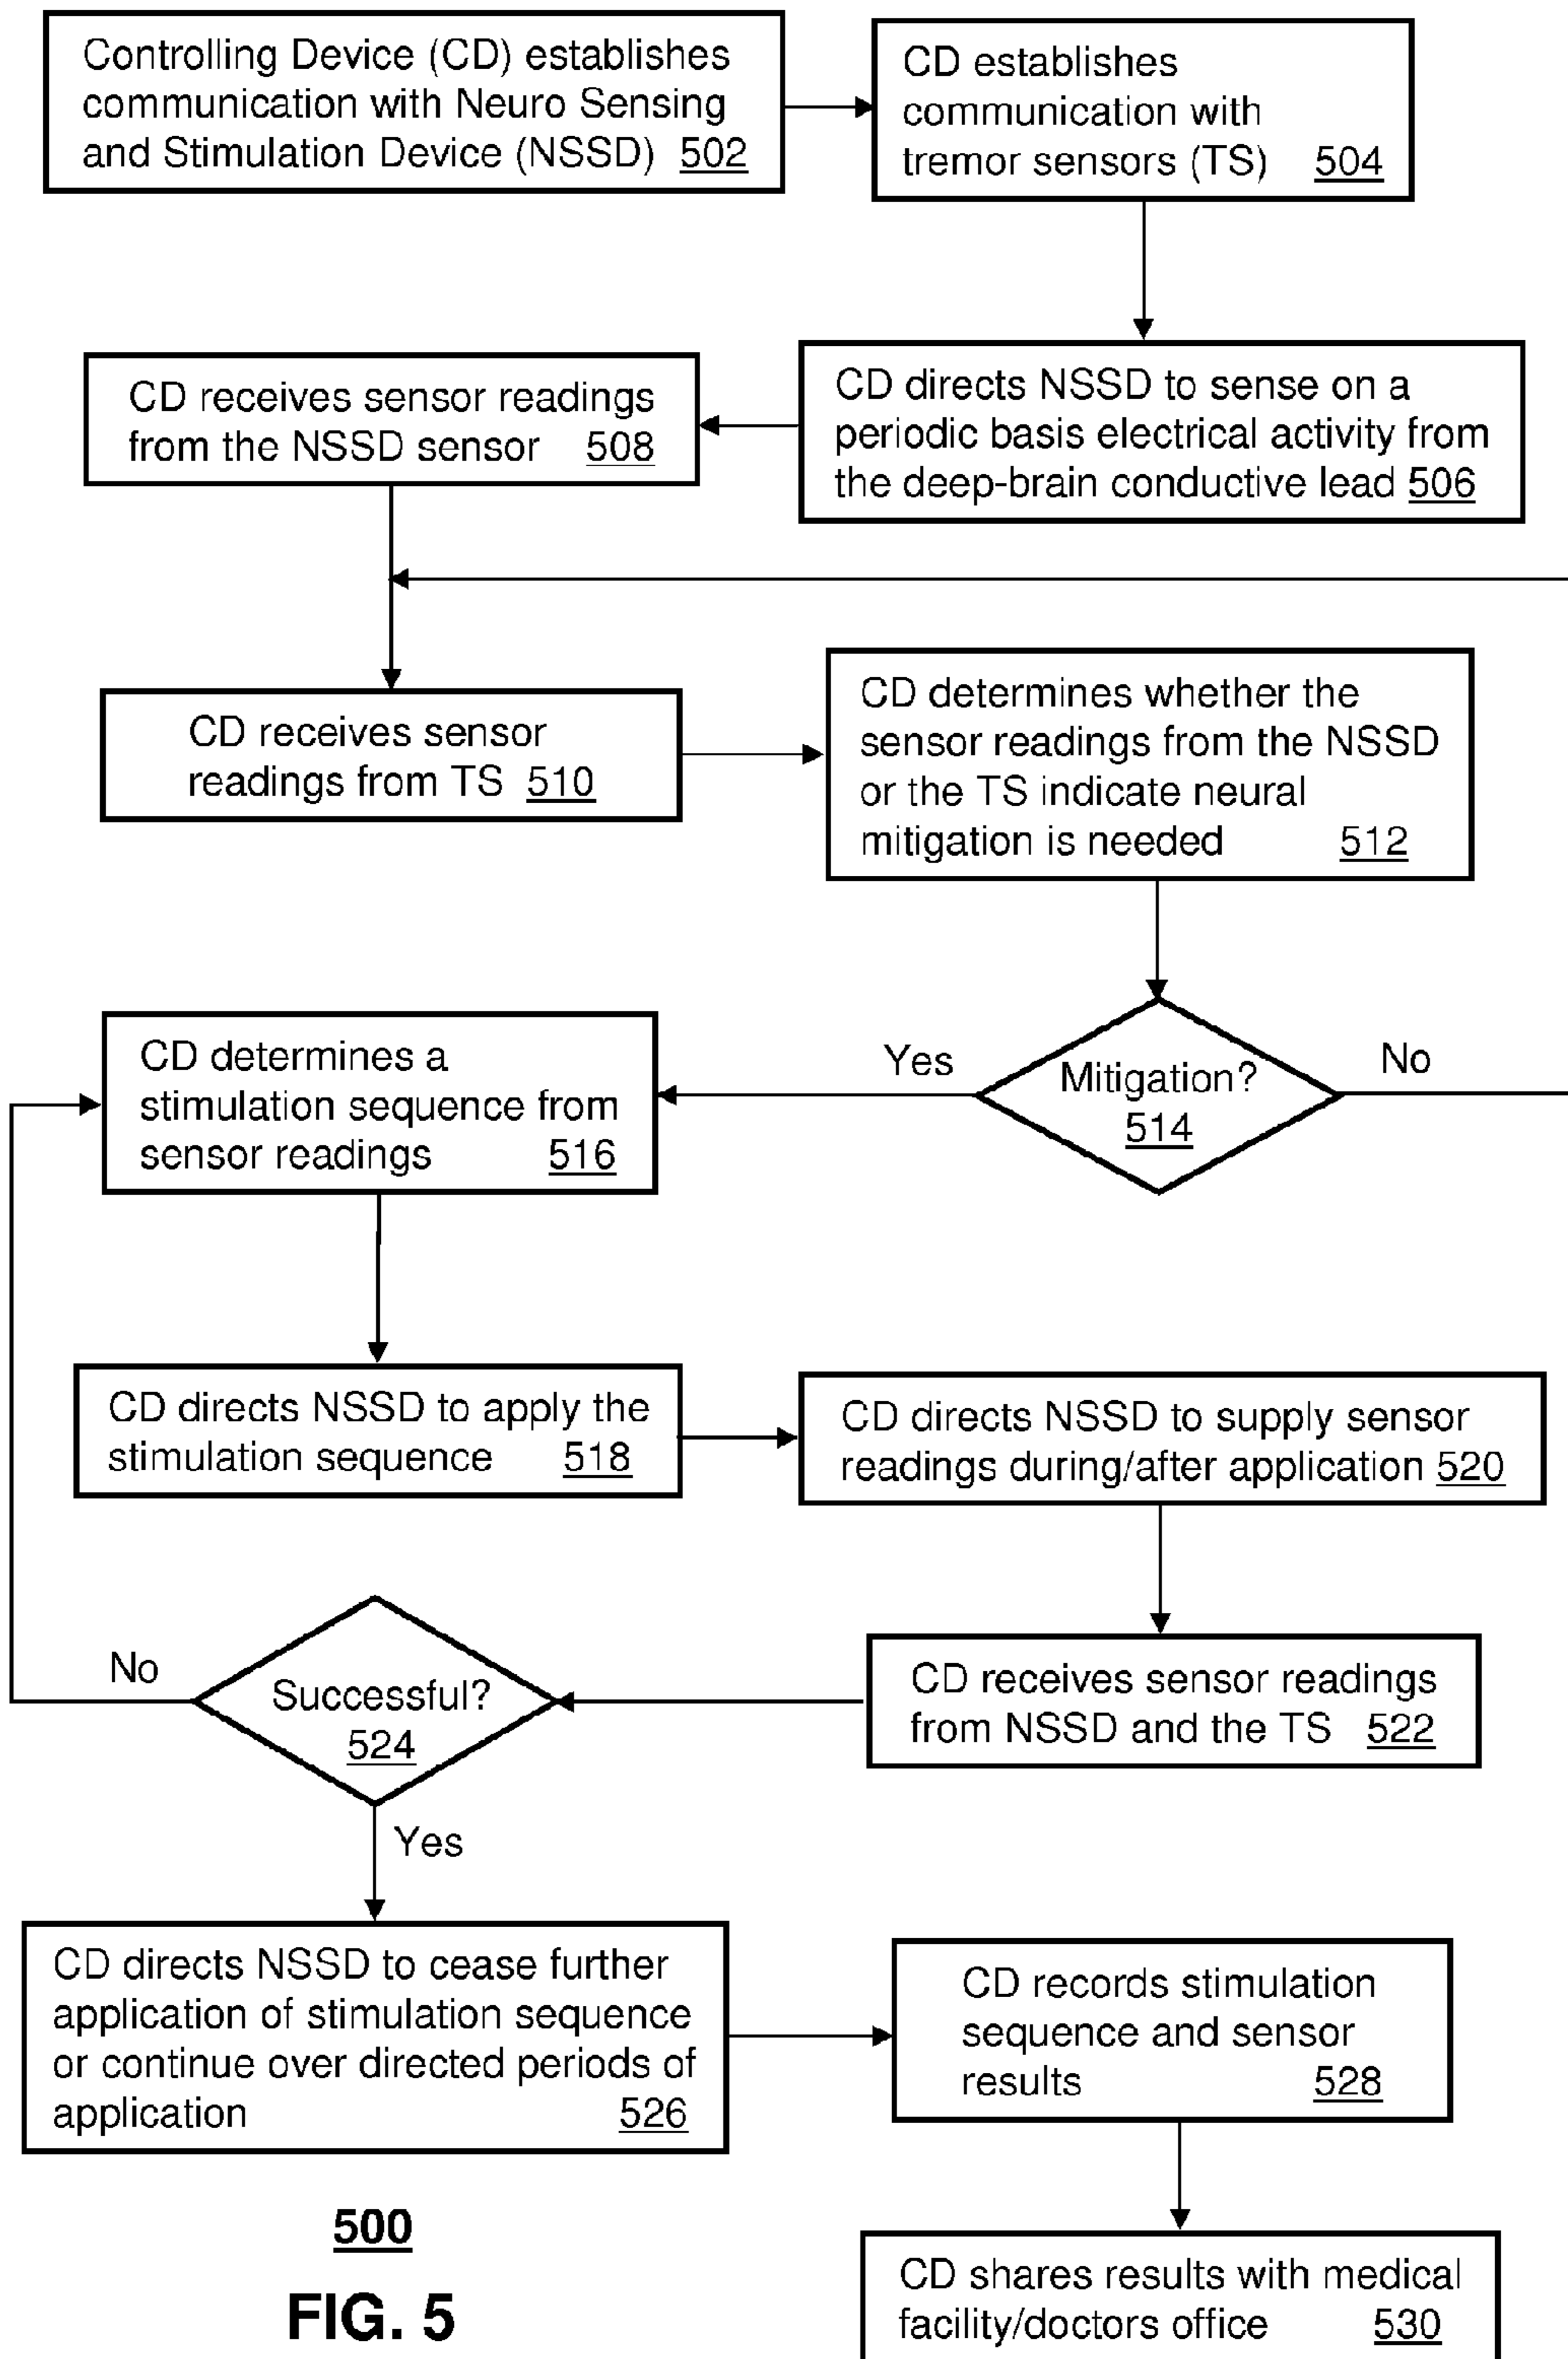 Controlling Device (CD) establishes
communication with Neuro Sensing
and Stimulation Device (NSSD) 502
CD establishes
communication with
tremor sensors (TS) 504
CD directs NSSD to sense on a
periodic basis electrical activity from
the deep-brain conductive lead 506
CD receives sensor readings
from the NSSD sensor 508
CD receives sensor
readings from TS 510
CD determines whether the
sensor readings from the NSSD
or the TS indicate neural
mitigation is needed 512
Mitigation?
514
Yes
No
CD determines a
stimulation sequence from
sensor readings 516
CD directs NSSD to apply the
stimulation sequence 518
CD directs NSSD to supply sensor
readings during/after application 520
CD receives sensor readings
from NSSD and the TS 522
Successful?
524
No
Yes
CD directs NSSD to cease further
application of stimulation sequence
or continue over directed periods of
application 526
CD records stimulation
sequence and sensor
results 528
CD shares results with medical
facility/doctors office 530
500
FIG. 5